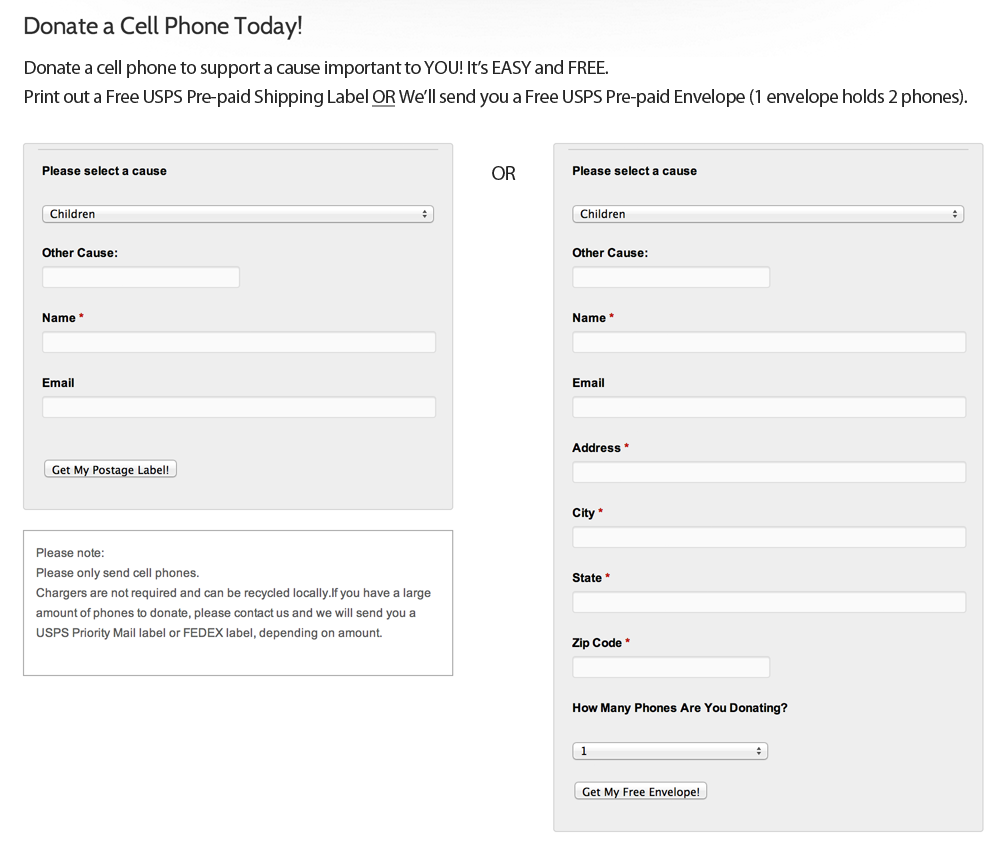 Donate a Cell Phone Today!
Donate a cell phone to support a cause important to YOU! It's EASY and FREE.
Print out a Free USPS Pre-paid Shipping Label OR We'll send you a Free USPS Pre-paid Envelope (1 envelope holds 2 phones).
Please select a cause
Children
Other Cause:
Name *
Email
Get My Postage Label!
Please note:
Please only send cell phones.
Chargers are not required and can be recycled locally.If you have a large
amount of phones to donate, please contact us and we will send you a
USPS Priority Mail label or FEDEX label, depending on amount.
OR
Please select a cause
Children
Other Cause:
Name *
Email
Address *
City *
State *
Zip Code *
How Many Phones Are You Donating?
1
Get My Free Envelope!